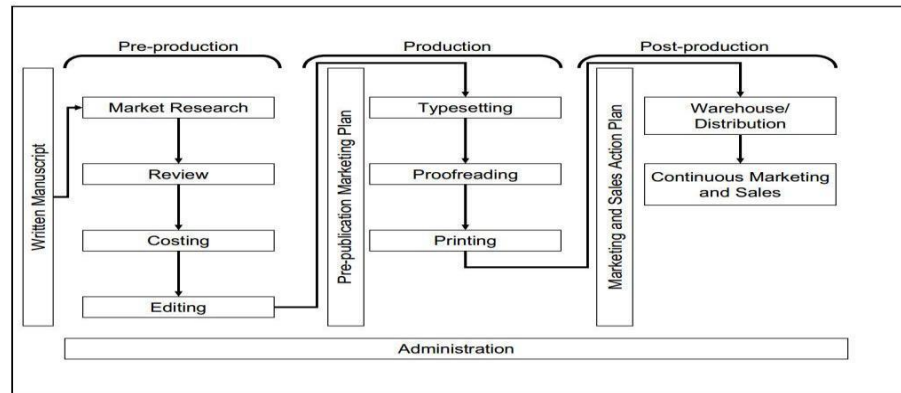 Pre-production
Production
Post-production
Written Manuscript
Market Research
Review
Costing
Editing
Pre-publication Marketing Plan
Typesetting
Proofreading
Printing
Marketing and Sales Action Plan
Warehouse/
Distribution
Continuous Marketing
and Sales
Administration